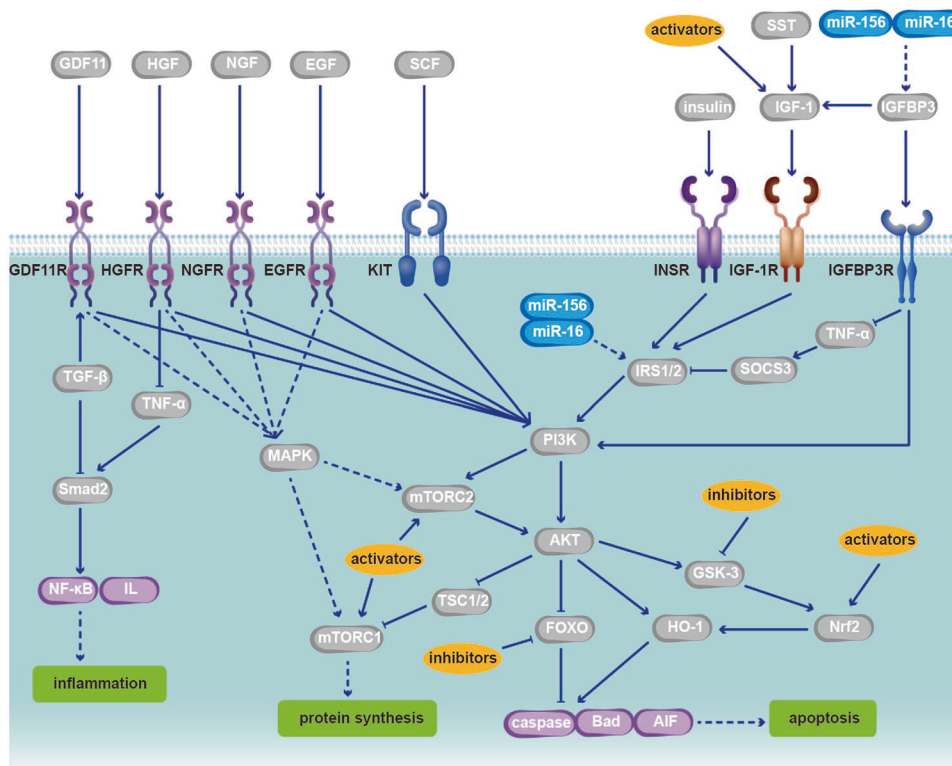 activators
SST
miR-156
miR-16
GDF11
HGF
NGF
EGF
SCF
insulin
IGF-1
IGFBP3
GDF11R
HGFR
NGFR
EGFR
KIT
INSR
IGF-1R
IGFBP3R
miR-156
miR-16
TNF-α
TGF-β
IRS1/2
SOCS3
TNF-α
PI3K
MAPK
Smad2
mTORC2
inhibitors
AKT
activators
activators
GSK-3
NF-κB
IL
TSC1/2
FOXO
HO-1
Nrf2
mTORC1
inhibitors
inflammation
protein synthesis
caspase
Bad
AIF
apoptosis